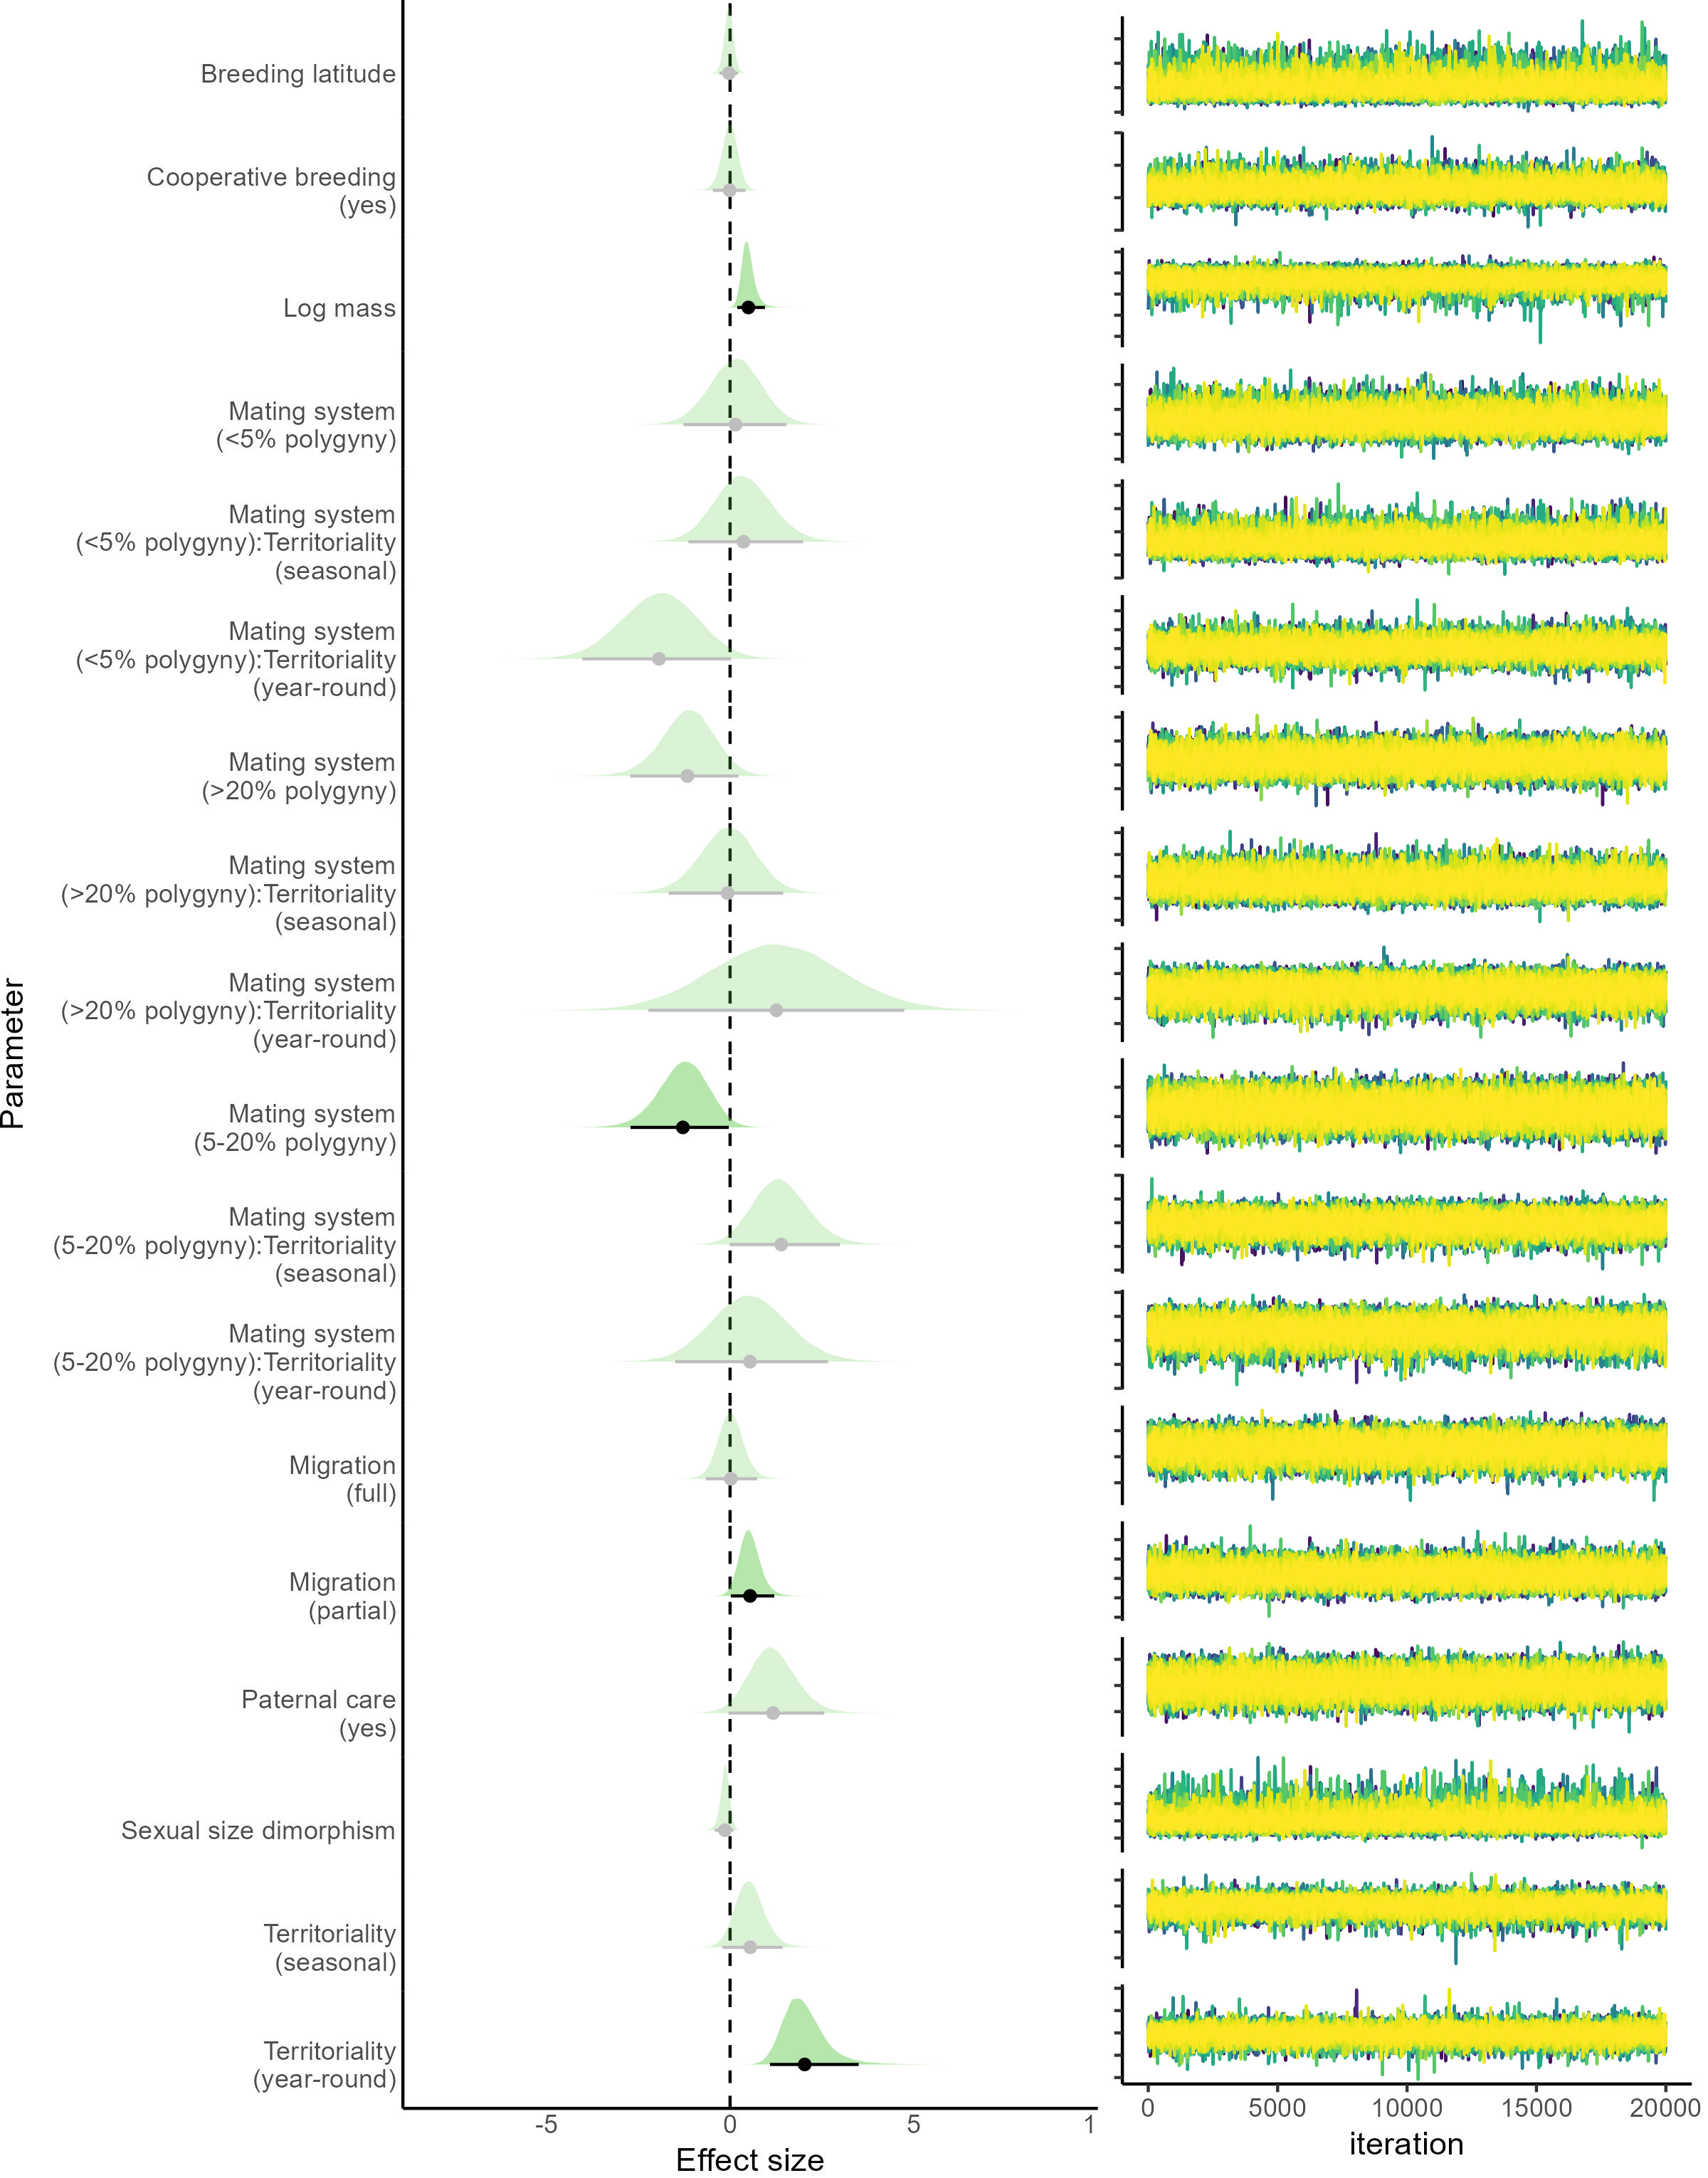 Parameter
Breeding latitude
Cooperative breeding
(yes)
Log mass
Mating system
(<5% polygyny)
Mating system
(<5% polygyny):Territoriality
(seasonal)
Mating system
(<5% polygyny):Territoriality
(year-round)
Mating system
(>20% polygyny)
Mating system
(>20% polygyny):Territoriality
(seasonal)
Mating system
(>20% polygyny):Territoriality
(year-round)
Mating system
(5-20% polygyny)
Mating system
(5-20% polygyny):Territoriality
(seasonal)
Mating system
(5-20% polygyny):Territoriality
(year-round)
Migration
(full)
Migration
(partial)
Paternal care
(yes)
Sexual size dimorphism
Territoriality
(seasonal)
Territoriality
(year-round)
-5 0 5 1
Effect size
0 5000 10000 15000 20000
iteration